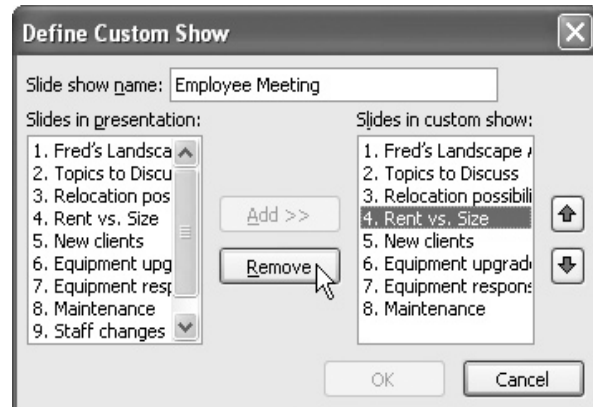 Define Custom Show
Slide show name: Employee Meeting
Slides in presentation: Slides in custom show:
1. Fred's Landsca
2. Topics to Discu
3. Relocation pos
4. Rent vs. Size
5. New clients
6. Equipment upg
7. Equipment resp
8. Maintenance
9. Staff changes
Add >>
Remove
1. Fred's Landscape
2. Topics to Discuss
3. Relocation possibili
4. Rent vs. Size
5. New clients
6. Equipment upgrad
7. Equipment respons
8. Maintenance
OK Cancel